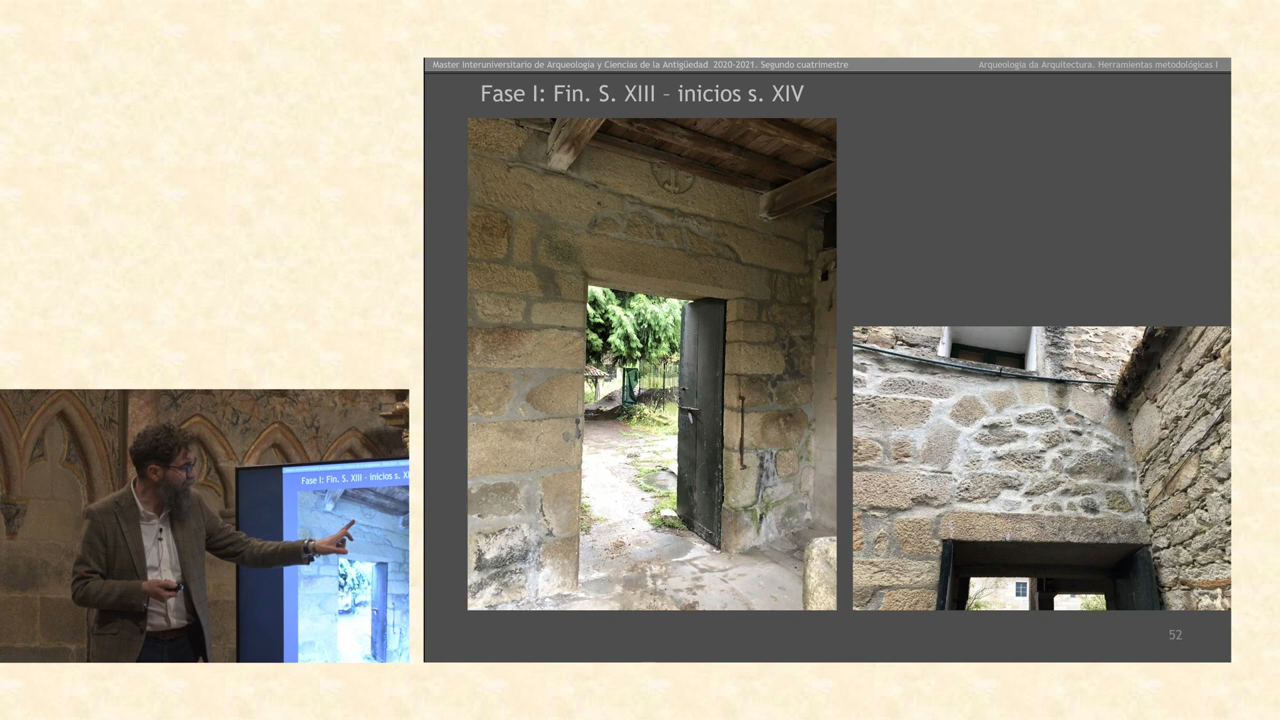 Master Interuniversitario de Arqueología y Ciencias de la Antigüedad 2020-2021. Segundo cuatrimestre
Arqueologia da Arquitectura. Herramientas metodológicas I
Fase I: Fin. S. XIII – inicios s. XIV
52
Fase I: Fin. S. XIII – inicios s. XI